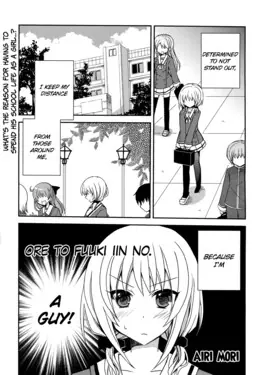 WHAT'S THE REASON FOR HAVING TO
SPEND HIS SCHOOL LIFE AS A GIRL..?
DETERMINED TO
NOT STAND
OUT,
I KEEP MY
DISTANCE
FROM
THOSE
AROUND
ME,
BECAUSE
I'M
ORE TO FUUKI IIN NO.
A
GUY!
AIRI MORI